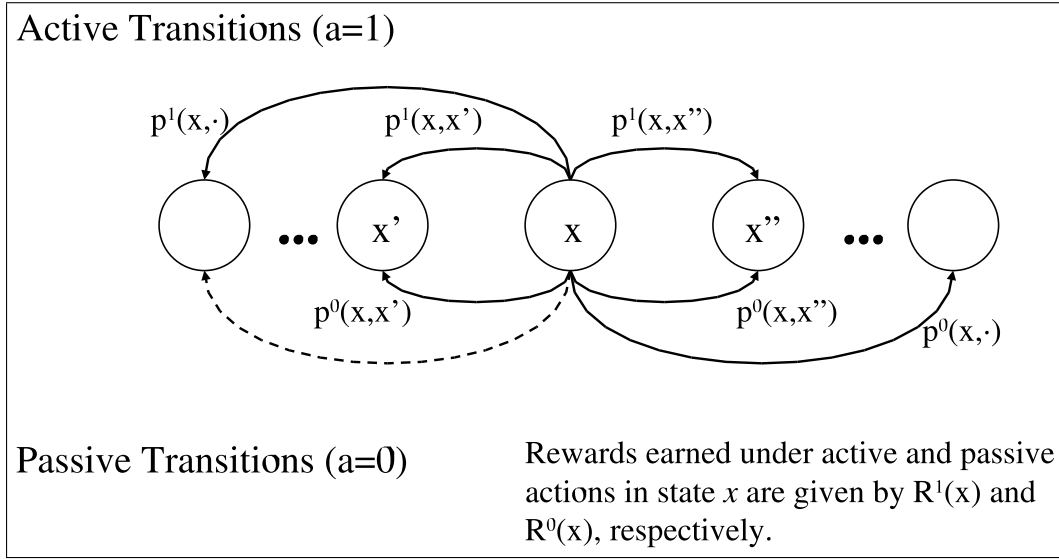 Active Transitions (a=1)
p¹(x,·) p¹(x,x') p¹(x,x")
... x' x x" ...
p⁰(x,x') p⁰(x,x") p⁰(x,·)
Passive Transitions (a=0)
Rewards earned under active and passive
actions in state x are given by R¹(x) and
R⁰(x), respectively.